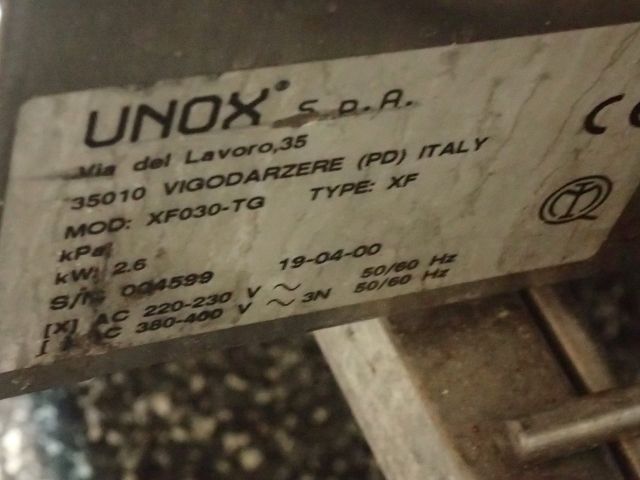 UNOX® S.p.A.
Via del Lavoro,35
35010 VIGODARZERE (PD) ITALY
MOD: XF030-TG TYPE: XF
kPa
kW: 2.6
S/N: 004599 19-04-00
[X] AC 220-230 V ~ 50/60 Hz
[ ] AC 380-400 V ~ 3N 50/60 Hz
CE